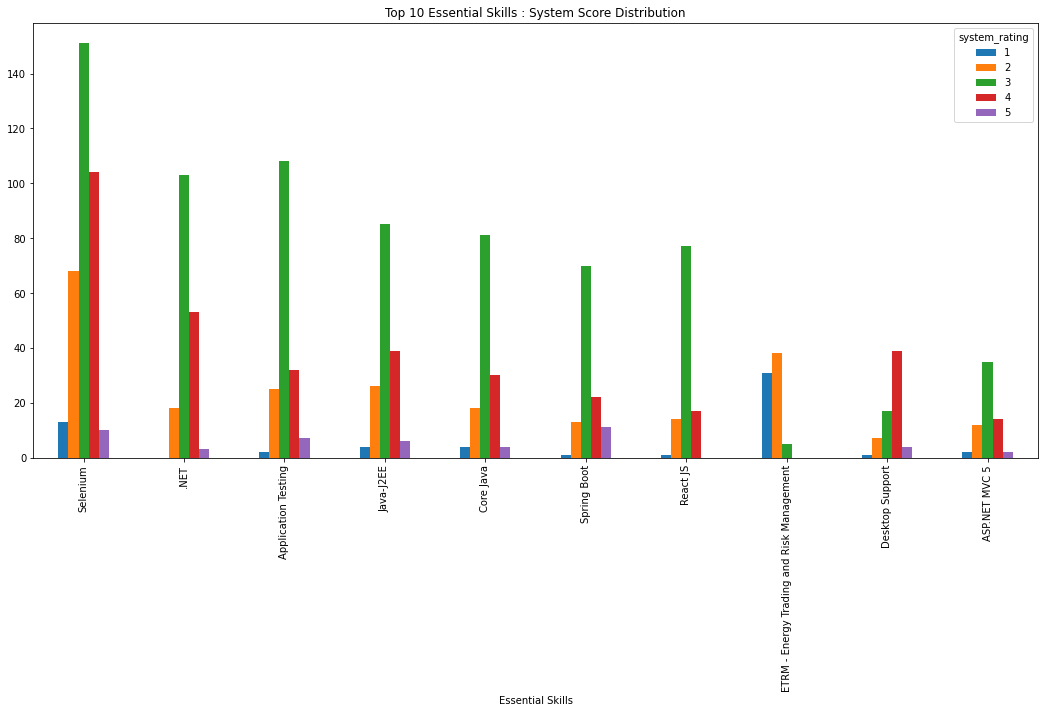 Top 10 Essential Skills : System Score Distribution
system_rating
1
2
3
4
5
140
120
100
80
60
40
20
0
Selenium
.NET
Application Testing
Java-J2EE
Core Java
Spring Boot
React JS
ETRM - Energy Trading and Risk Management
Desktop Support
ASP.NET MVC 5
Essential Skills